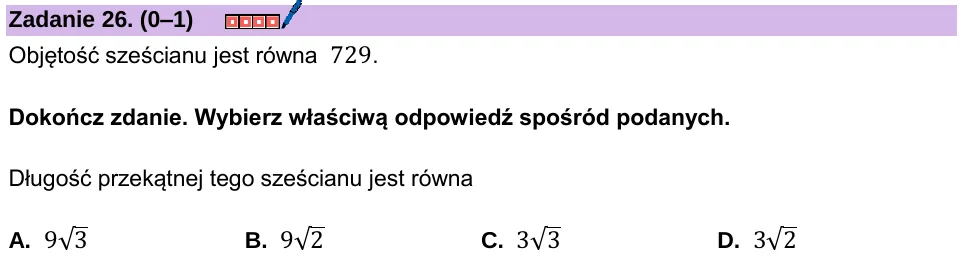 Zadanie 26. (0–1)
Objętość sześcianu jest równa 729.
Dokończ zdanie. Wybierz właściwą odpowiedź spośród podanych.
Długość przekątnej tego sześcianu jest równa
A. 9√3 B. 9√2 C. 3√3 D. 3√2